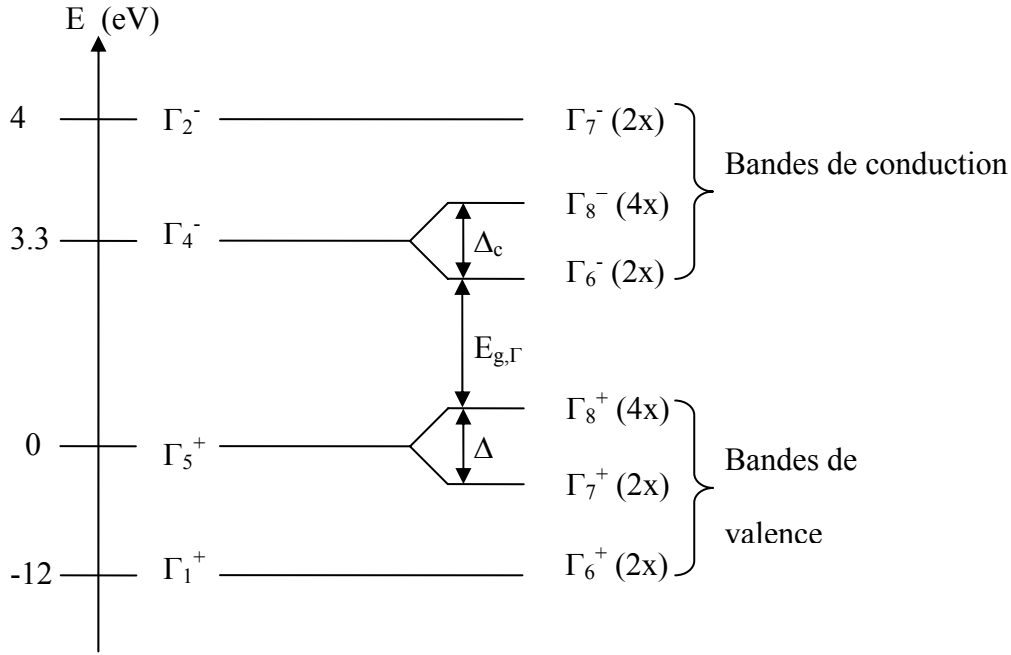 E (eV)
4 Γ₂⁻ Γ₇⁻ (2x)
Bandes de conduction
Γ₈⁻ (4x)
3.3 Γ₄⁻ Δc
Γ₆⁻ (2x)
Eg,Γ
Γ₈⁺ (4x)
0 Γ₅⁺ Δ Bandes de
Γ₇⁺ (2x)
valence
-12 Γ₁⁺ Γ₆⁺ (2x)